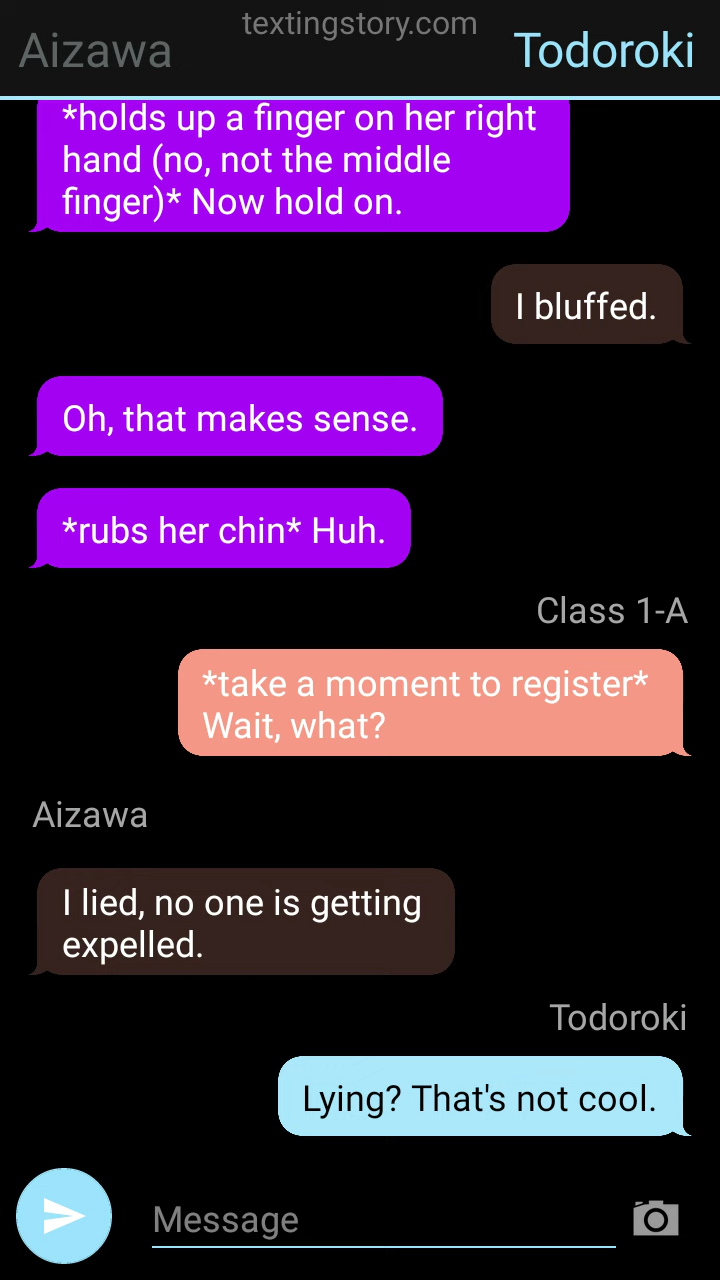 textingstory.com
Aizawa
Todoroki
*holds up a finger on her right
hand (no, not the middle
finger)* Now hold on.
I bluffed.
Oh, that makes sense.
*rubs her chin* Huh.
Class 1-A
*take a moment to register*
Wait, what?
Aizawa
I lied, no one is getting
expelled.
Todoroki
Lying? That's not cool.
Message